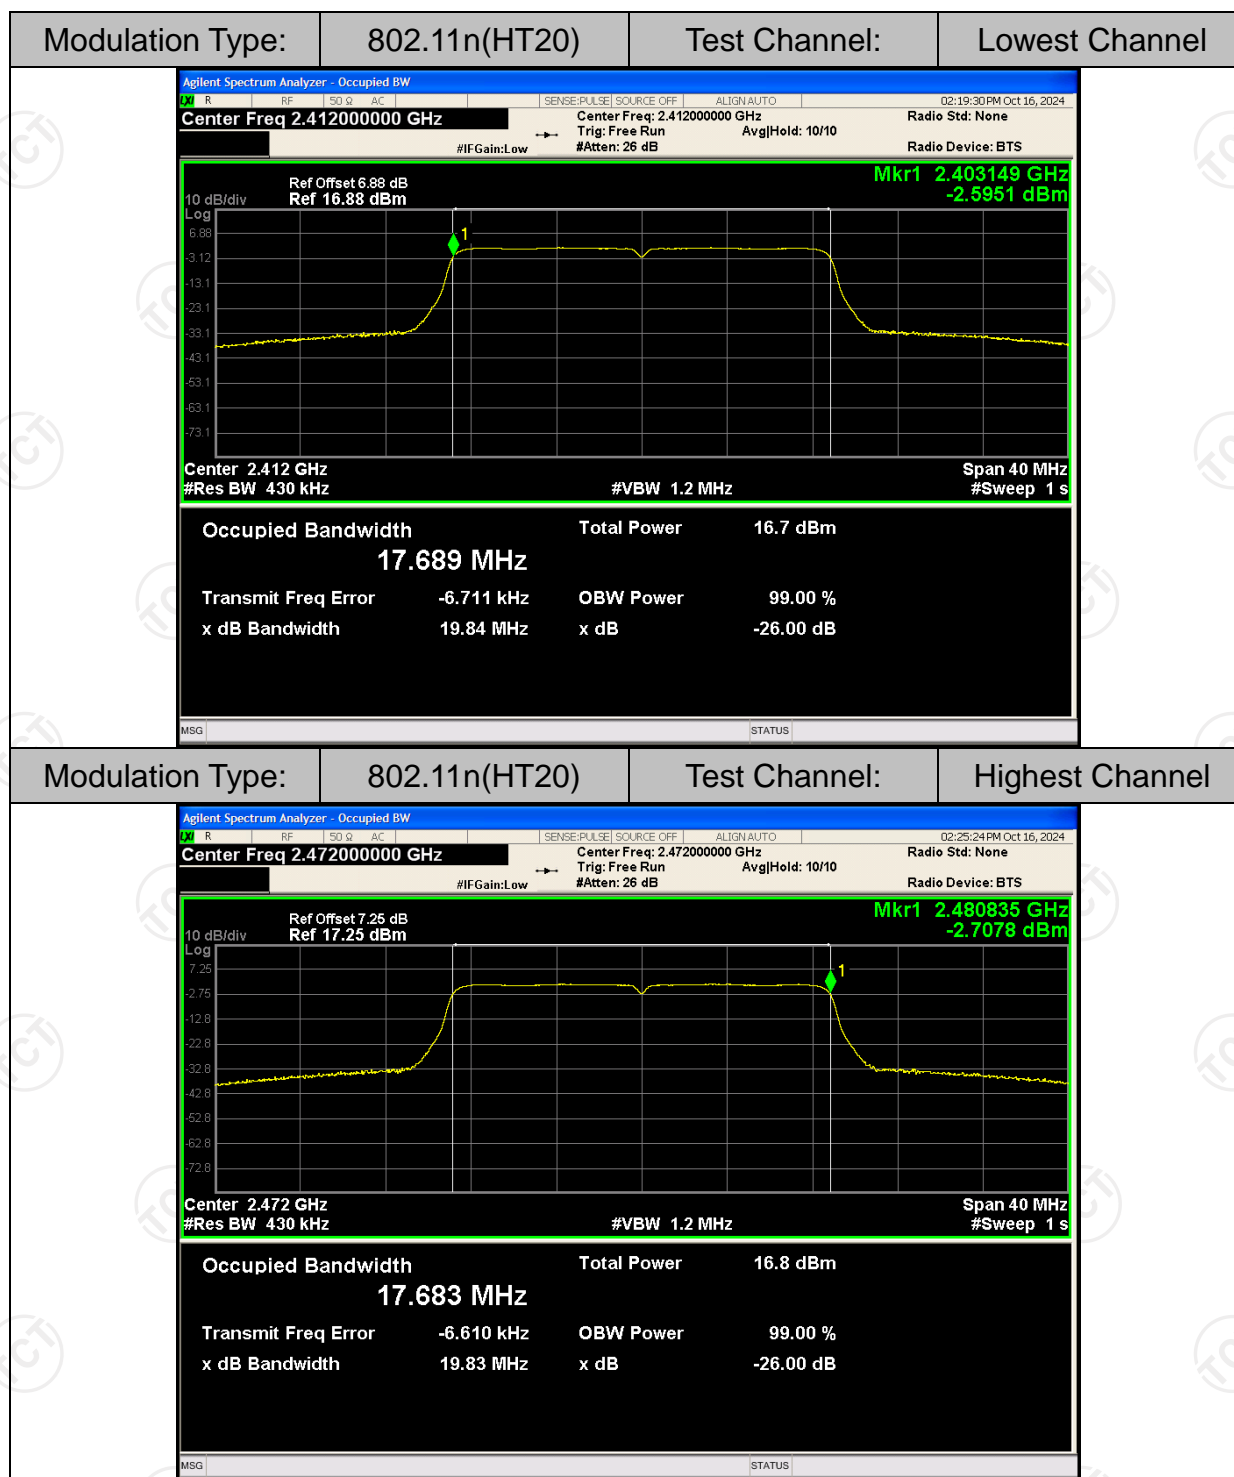 Modulation Type: 802.11n(HT20) Test Channel: Lowest Channel
Agilent Spectrum Analyzer - Occupied BW
LXI R RF 50 Ω AC SENSE:PULSE SOURCE OFF ALIGN AUTO 02:19:30 PM Oct 16, 2024
Center Freq 2.412000000 GHz Center Freq: 2.412000000 GHz Radio Std: None
Trig: Free Run Avg|Hold: 10/10
#IFGain:Low #Atten: 26 dB Radio Device: BTS
Mkr1 2.403149 GHz
Ref Offset 6.88 dB
10 dB/div Ref 16.88 dBm -2.5951 dBm
Log
6.88
1
-3.12
-13.1
-23.1
-33.1
-43.1
-53.1
-63.1
-73.1
Center 2.412 GHz Span 40 MHz
#Res BW 430 kHz #VBW 1.2 MHz #Sweep 1 s
Occupied Bandwidth Total Power 16.7 dBm
17.689 MHz
Transmit Freq Error -6.711 kHz OBW Power 99.00 %
x dB Bandwidth 19.84 MHz x dB -26.00 dB
MSG STATUS
Modulation Type: 802.11n(HT20) Test Channel: Highest Channel
Agilent Spectrum Analyzer - Occupied BW
LXI R RF 50 Ω AC SENSE:PULSE SOURCE OFF ALIGN AUTO 02:25:24 PM Oct 16, 2024
Center Freq 2.472000000 GHz Center Freq: 2.472000000 GHz Radio Std: None
Trig: Free Run Avg|Hold: 10/10
#IFGain:Low #Atten: 26 dB Radio Device: BTS
Mkr1 2.480835 GHz
Ref Offset 7.25 dB
10 dB/div Ref 17.25 dBm -2.7078 dBm
Log
7.25
1
-2.75
-12.8
-22.8
-32.8
-42.8
-52.8
-62.8
-72.8
Center 2.472 GHz Span 40 MHz
#Res BW 430 kHz #VBW 1.2 MHz #Sweep 1 s
Occupied Bandwidth Total Power 16.8 dBm
17.683 MHz
Transmit Freq Error -6.610 kHz OBW Power 99.00 %
x dB Bandwidth 19.83 MHz x dB -26.00 dB
MSG STATUS